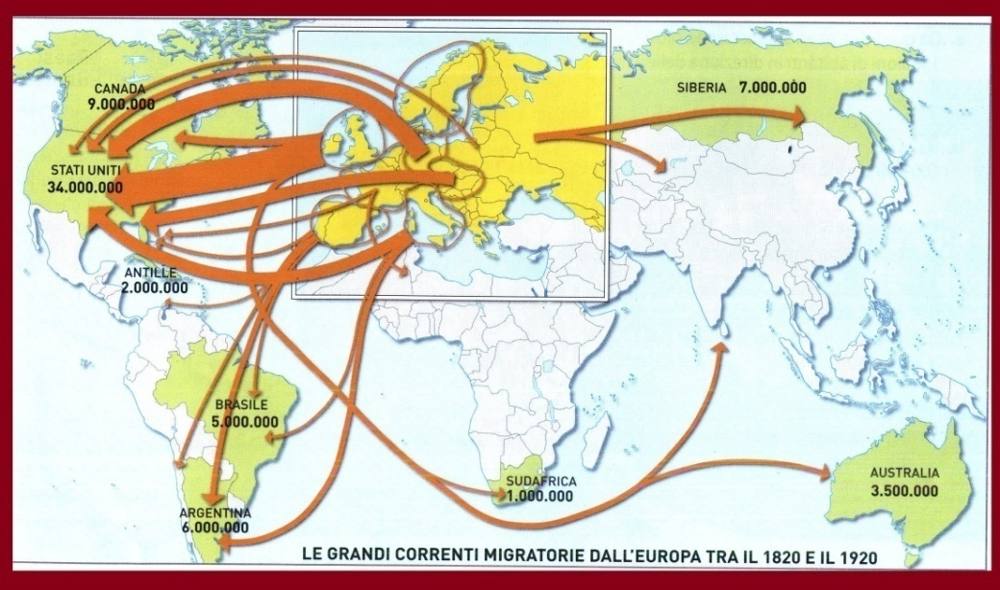 CANADA
9.000.000
SIBERIA 7.000.000
STATI UNITI
34.000.000
ANTILLE
2.000.000
BRASILE
5.000.000
SUDAFRICA
1.000.000
AUSTRALIA
3.500.000
ARGENTINA
6.000.000
LE GRANDI CORRENTI MIGRATORIE DALL'EUROPA TRA IL 1820 E IL 1920